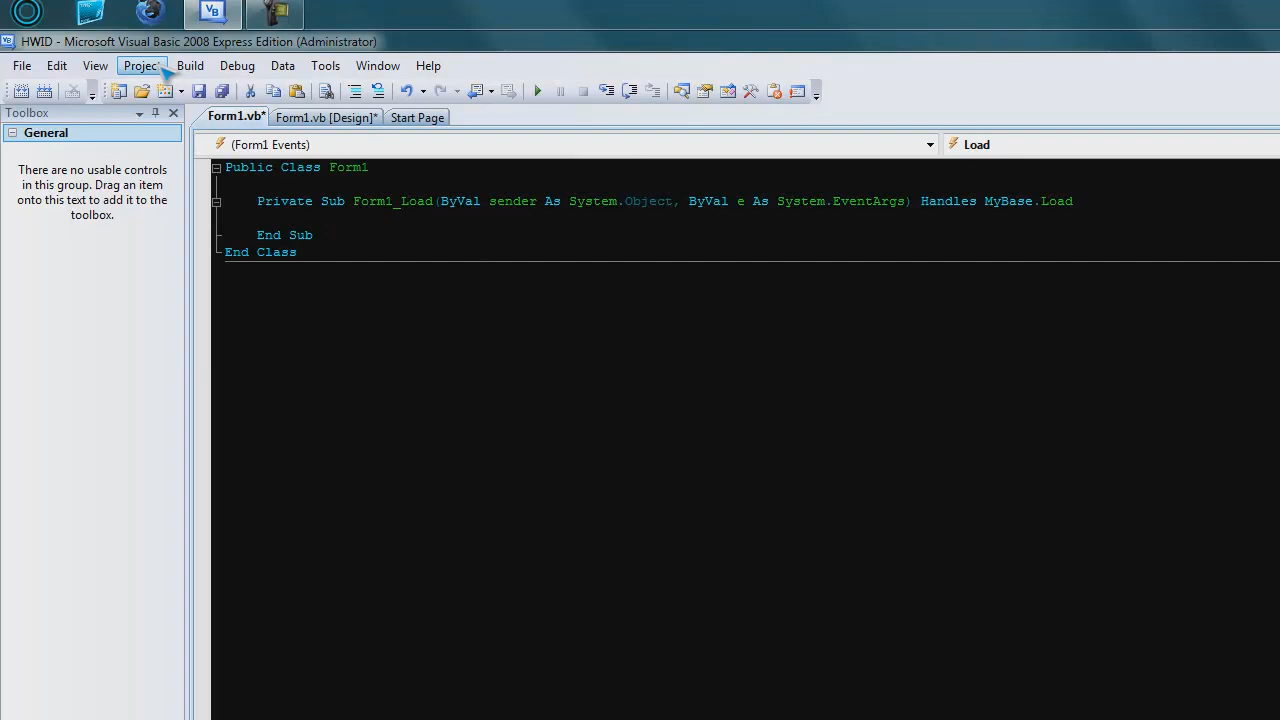 VB
HWID - Microsoft Visual Basic 2008 Express Edition (Administrator)
File Edit View Project Build Debug Data Tools Window Help
Toolbox
Form1.vb* Form1.vb [Design]* Start Page
General
(Form1 Events) Load
There are no usable controls
in this group. Drag an item
onto this text to add it to the
toolbox.
Public Class Form1
Private Sub Form1_Load(ByVal sender As System.Object, ByVal e As System.EventArgs) Handles MyBase.Load
End Sub
End Class